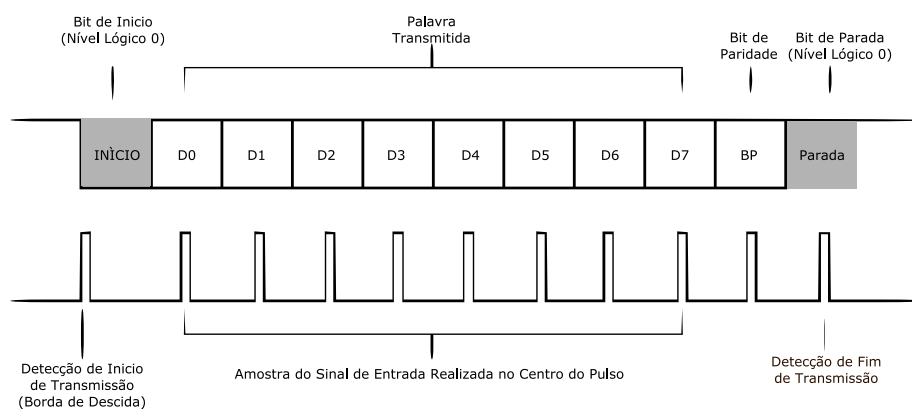 Bit de Inicio
(Nível Lógico 0)
Palavra
Transmitida
Bit de
Paridade
Bit de Parada
(Nível Lógico 0)
INÌCIO
D0
D1
D2
D3
D4
D5
D6
D7
BP
Parada
Detecção de Inicio
de Transmissão
(Borda de Descida)
Amostra do Sinal de Entrada Realizada no Centro do Pulso
Detecção de Fim
de Transmissão